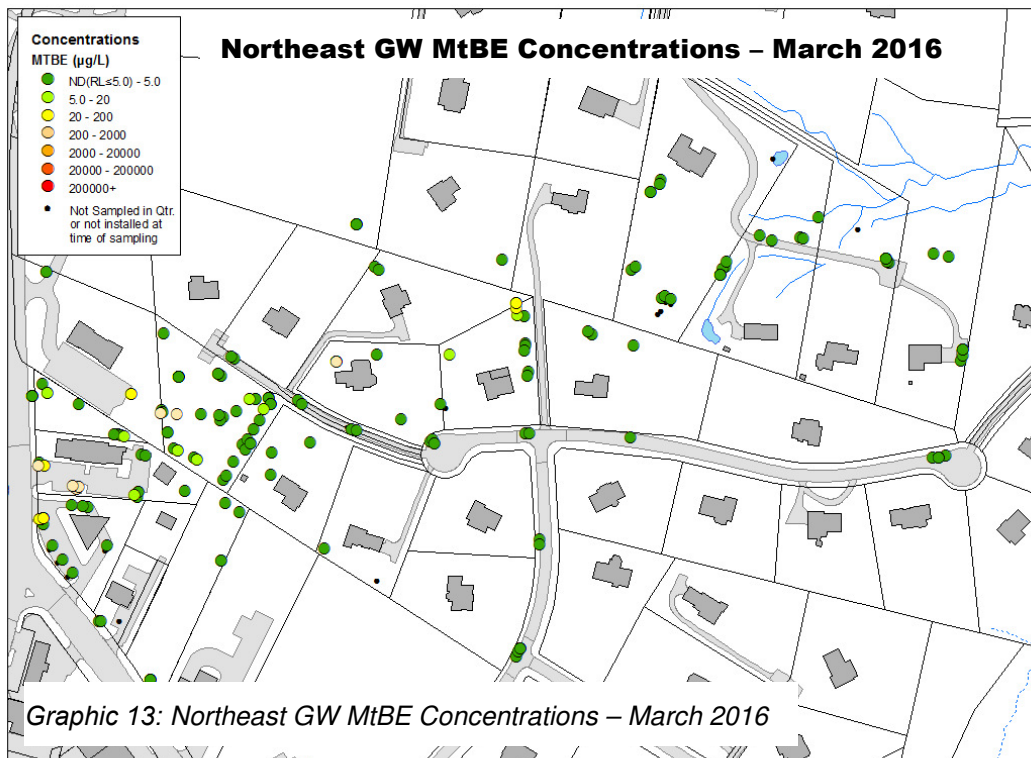 Northeast GW MtBE Concentrations – March 2016
Concentrations
MTBE (µg/L)
ND(RL≤5.0) - 5.0
5.0 - 20
20 - 200
200 - 2000
2000 - 20000
20000 - 200000
200000+
Not Sampled in Qtr.
or not installed at
time of sampling
Graphic 13: Northeast GW MtBE Concentrations – March 2016